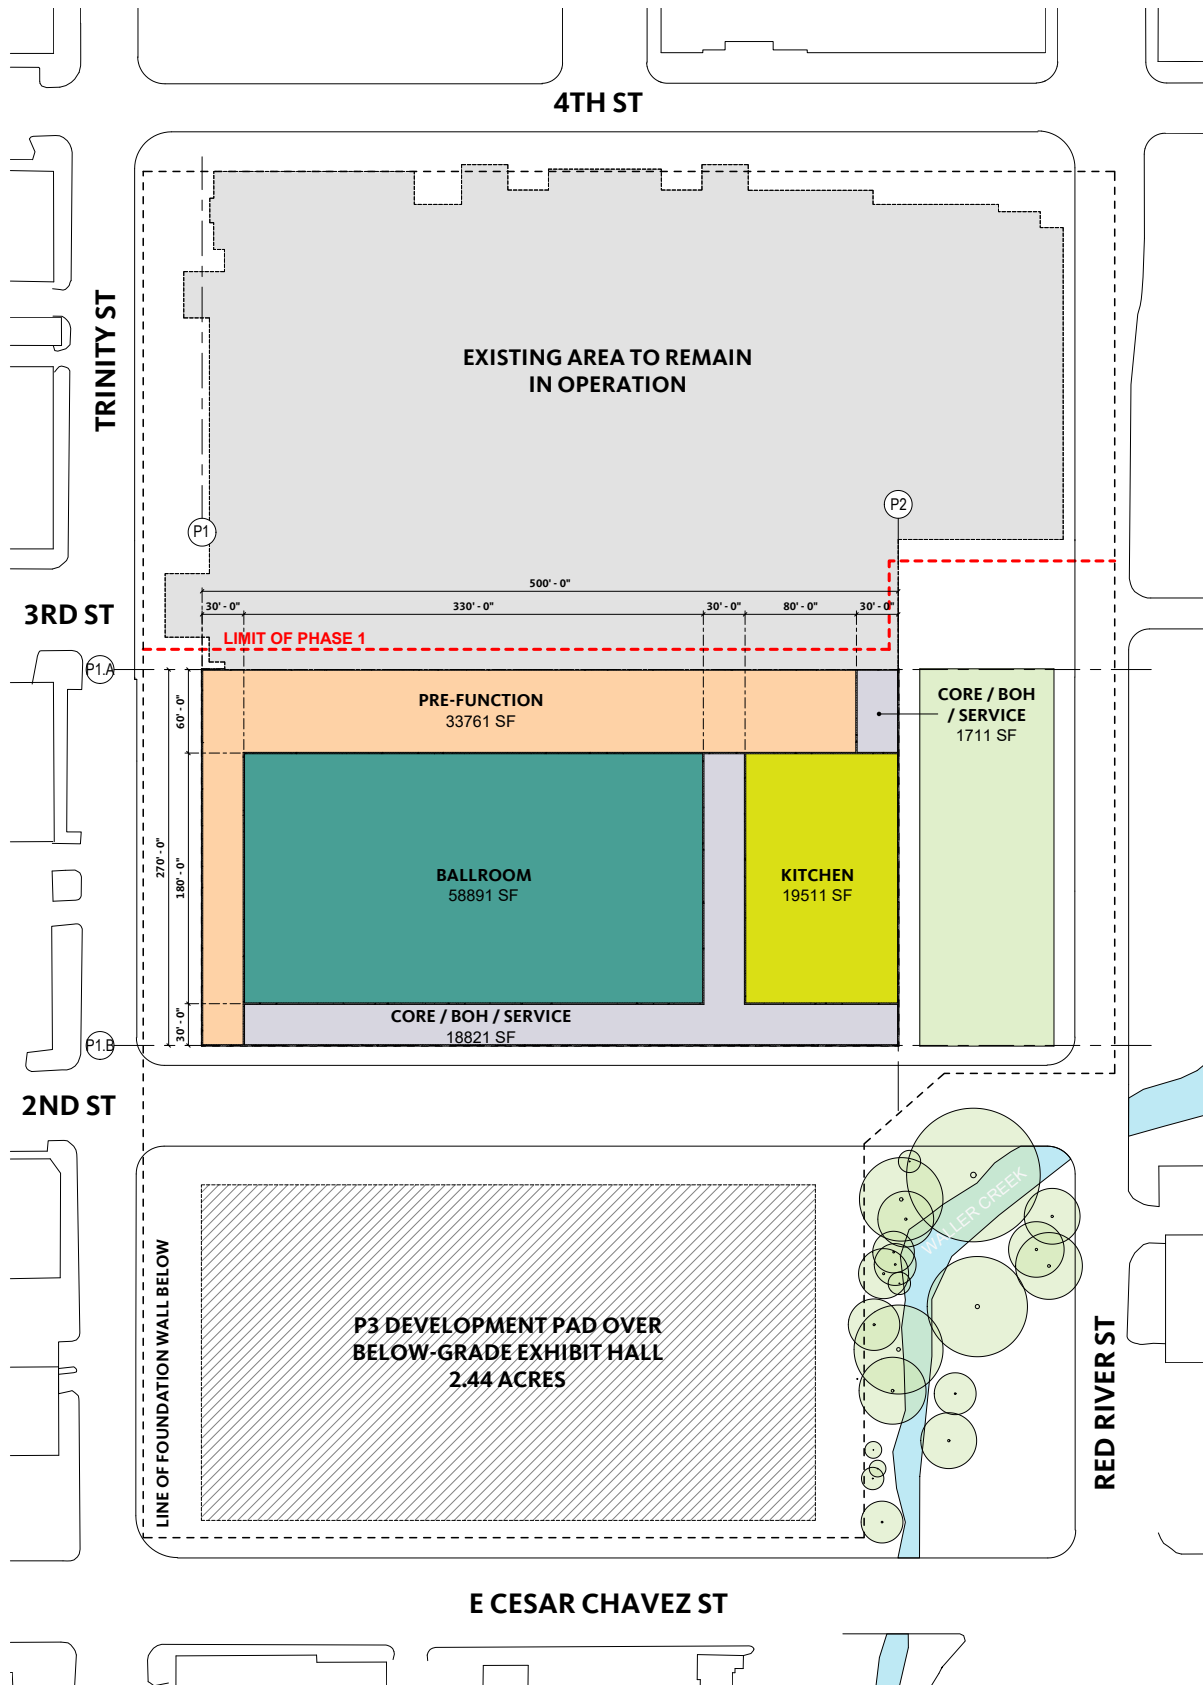 4TH ST
TRINITY ST
EXISTING AREA TO REMAIN
IN OPERATION
P2
P1
500' - 0"
30' - 0"
330' - 0"
30' - 0"
80' - 0"
30' - 0"
3RD ST
LIMIT OF PHASE 1
P1.A
60' - 0"
PRE-FUNCTION
33761 SF
CORE / BOH
/ SERVICE
1711 SF
270' - 0"
180' - 0"
BALLROOM
58891 SF
KITCHEN
19511 SF
30' - 0"
CORE / BOH / SERVICE
18821 SF
P1.B
2ND ST
WALLER CREEK
LINE OF FOUNDATION WALL BELOW
P3 DEVELOPMENT PAD OVER
BELOW-GRADE EXHIBIT HALL
2.44 ACRES
RED RIVER ST
E CESAR CHAVEZ ST